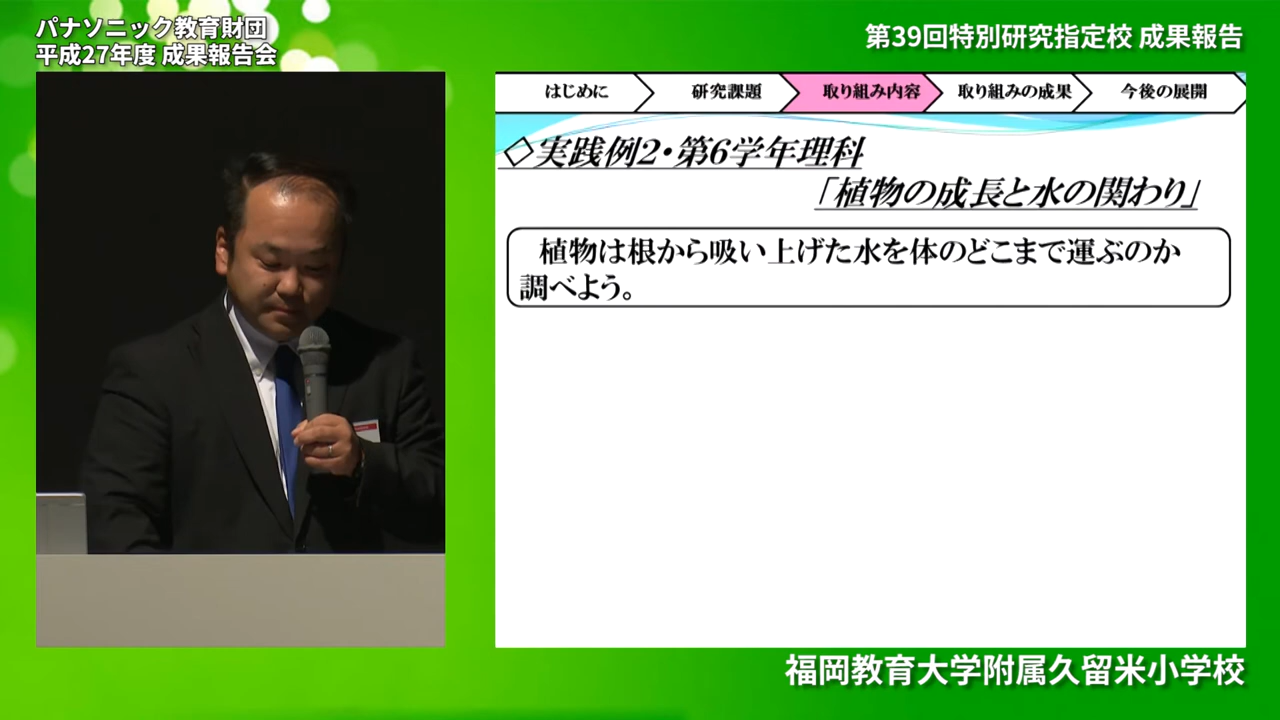 パナソニック教育財団
平成27年度 成果報告会
第39回特別研究指定校 成果報告
はじめに
研究課題
取り組み内容
取り組みの成果
今後の展開
◇実践例2・第6学年理科
「植物の成長と水の関わり」
植物は根から吸い上げた水を体のどこまで運ぶのか
調べよう。
福岡教育大学附属久留米小学校